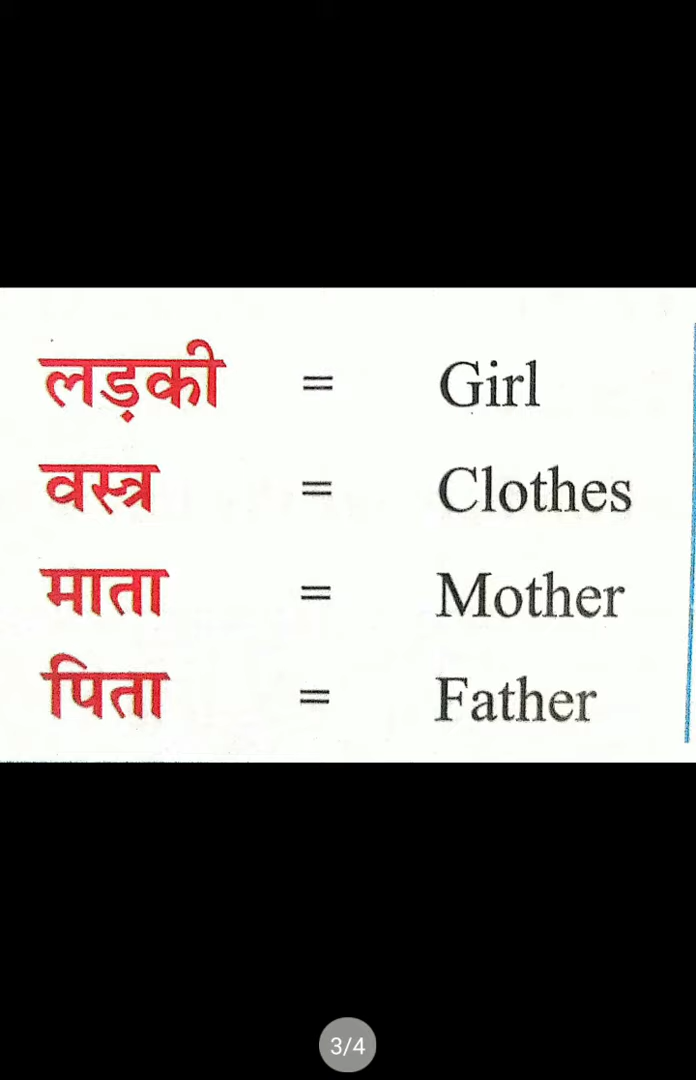 लड़की = Girl
वस्त्र = Clothes
माता = Mother
पिता = Father
3/4